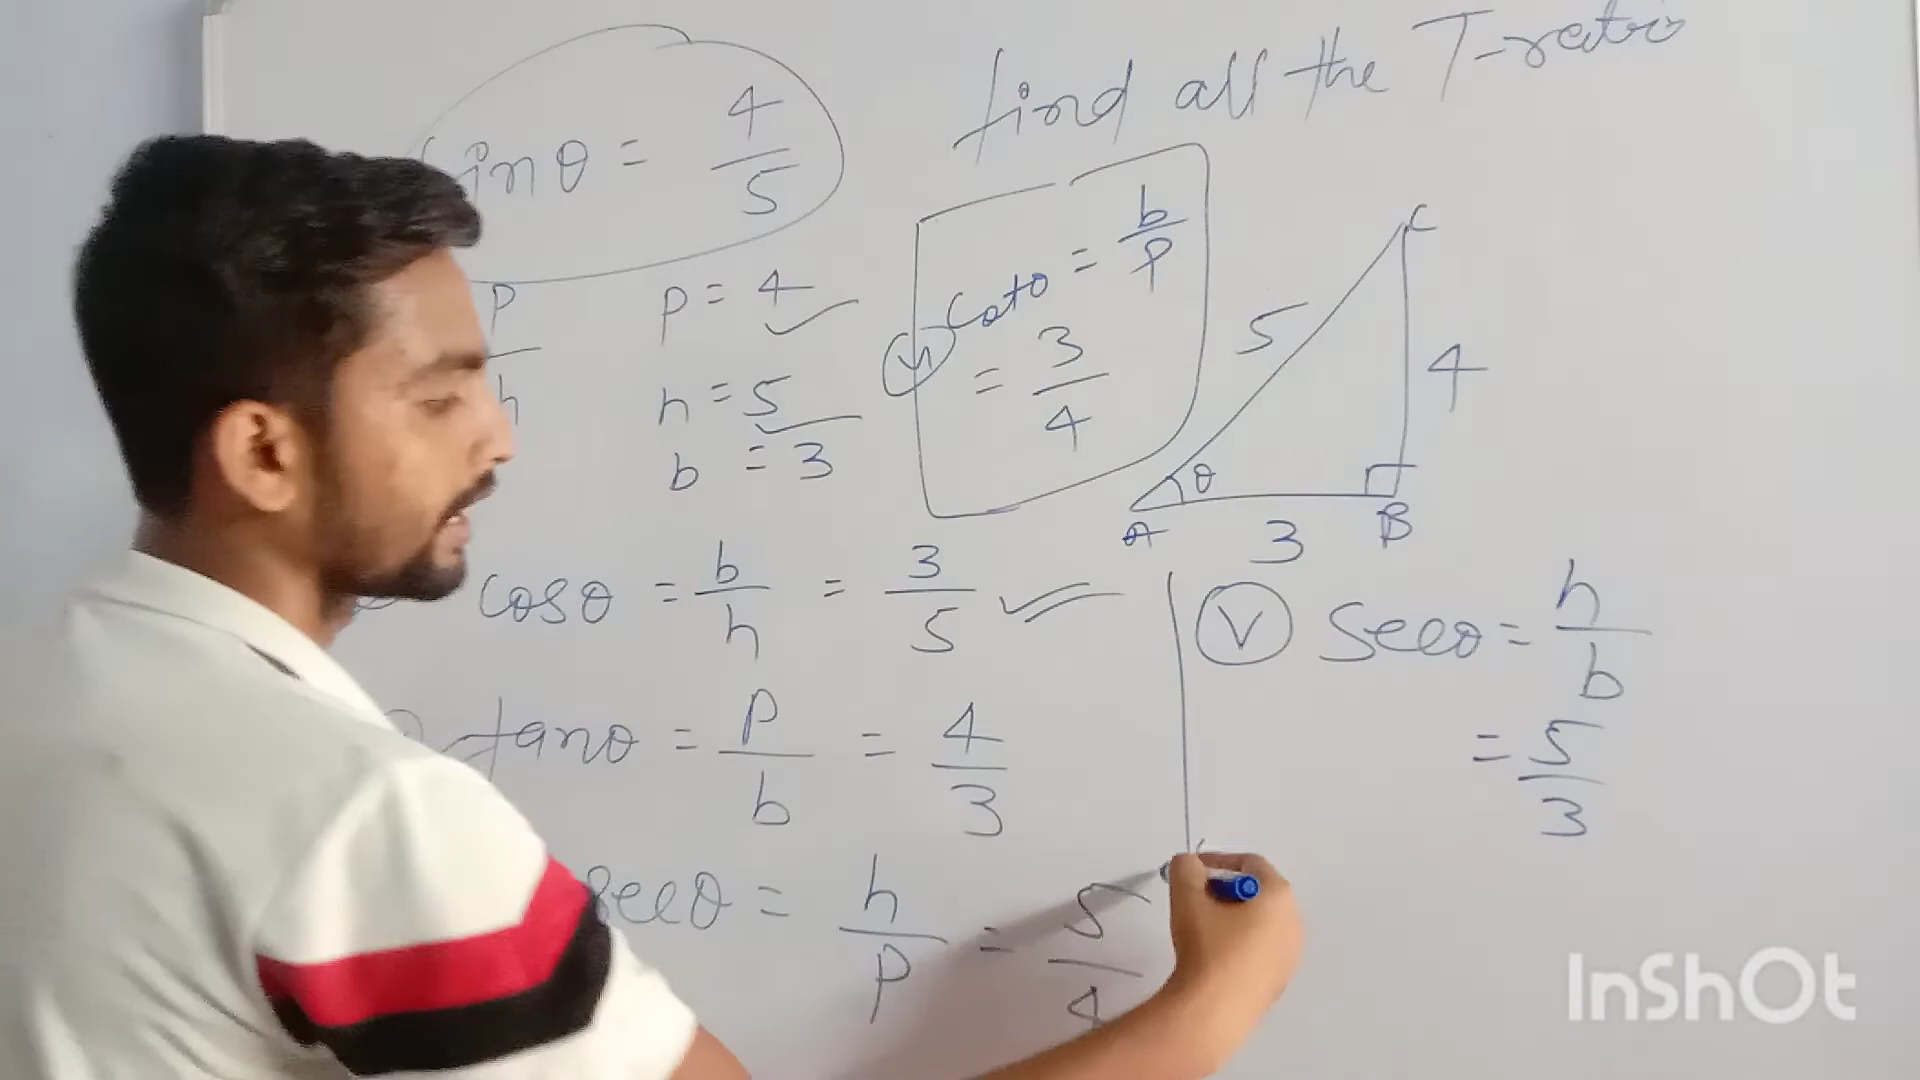 find all the T-ratio
inθ = 4/5
p/h
p = 4
h = 5
b = 3
cotθ = b/p
= 3/4
C
5
4
θ
A
3
B
cosθ = b/h = 3/5
tanθ = p/b = 4/3
secθ = h/p = 5/4
V secθ = h/b
= 5/3
InShOt